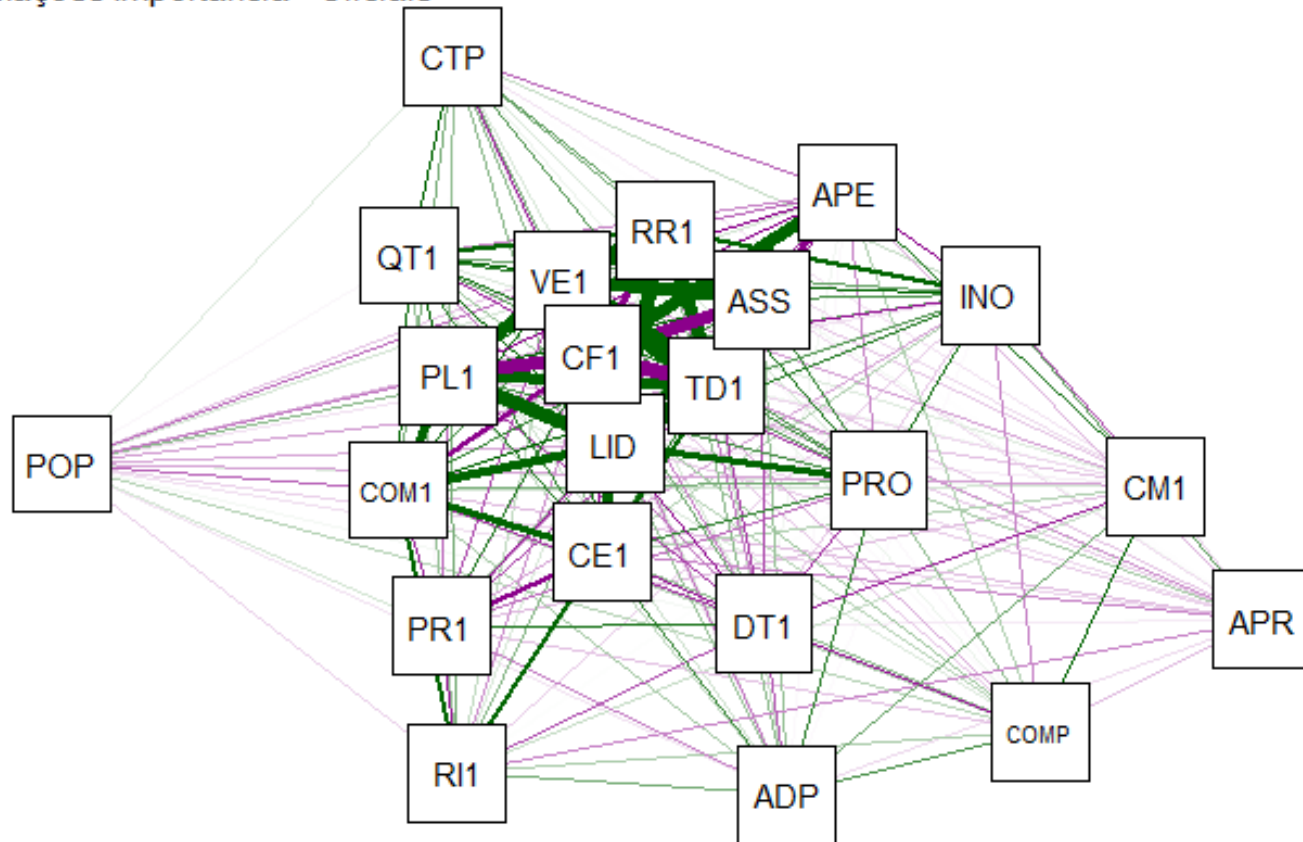 CTP
APE
RR1
QT1
VE1
INO
ASS
CF1
PL1
TD1
LID
POP
COM1
PRO
CM1
CE1
PR1
DT1
APR
COMP
RI1
ADP